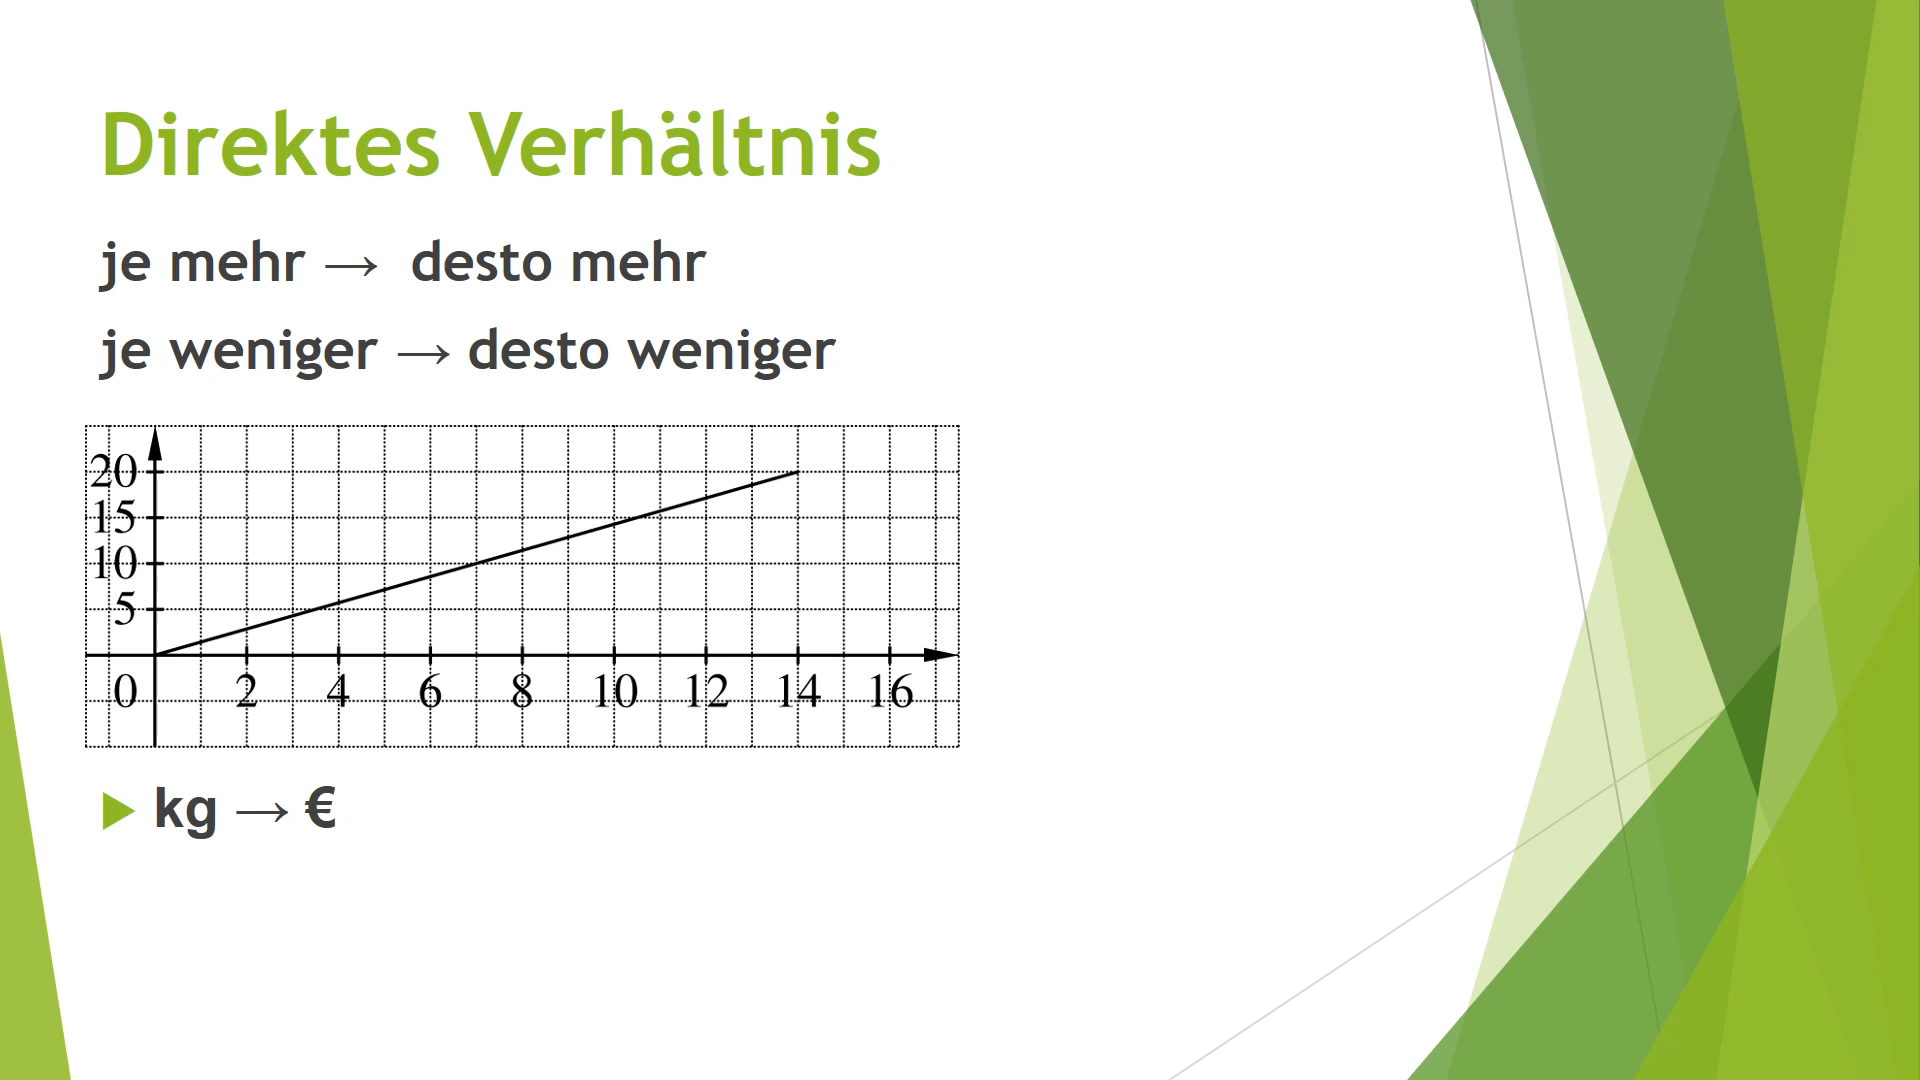 Direktes Verhältnis
je mehr → desto mehr
je weniger → desto weniger
20
15
10
5
0 2 4 6 8 10 12 14 16
kg → €